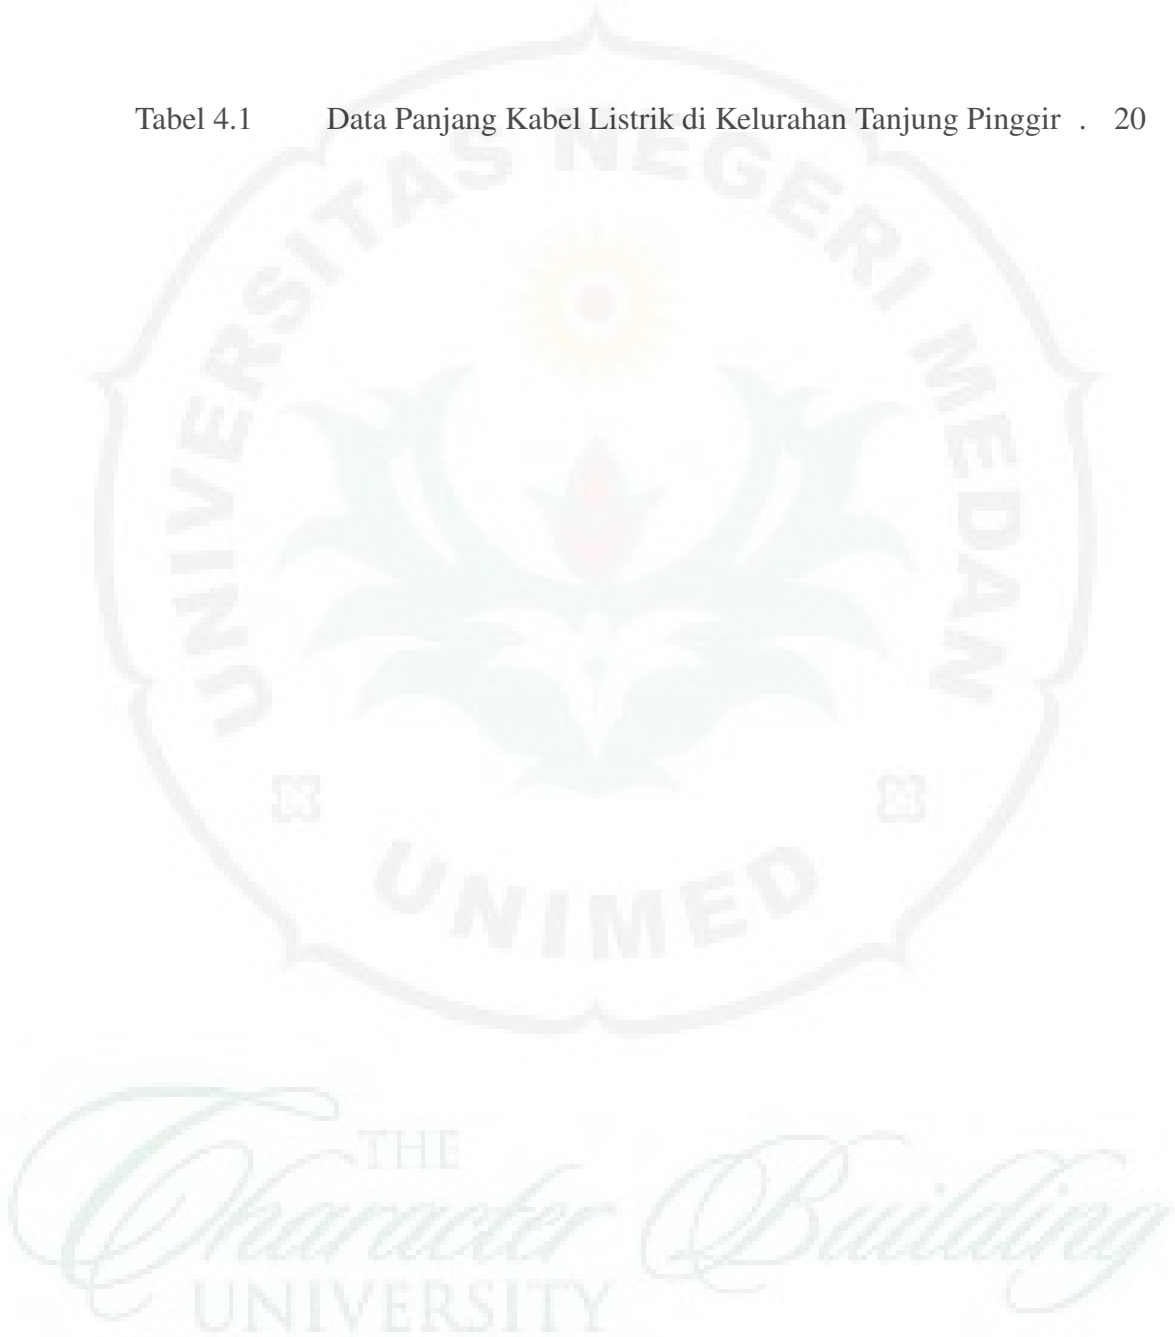 Tabel 4.1 Data Panjang Kabel Listrik di Kelurahan Tanjung Pinggir . 20
UNIVERSITAS NEGERI MEDAN
UNIMED
THE
Character Building
UNIVERSITY